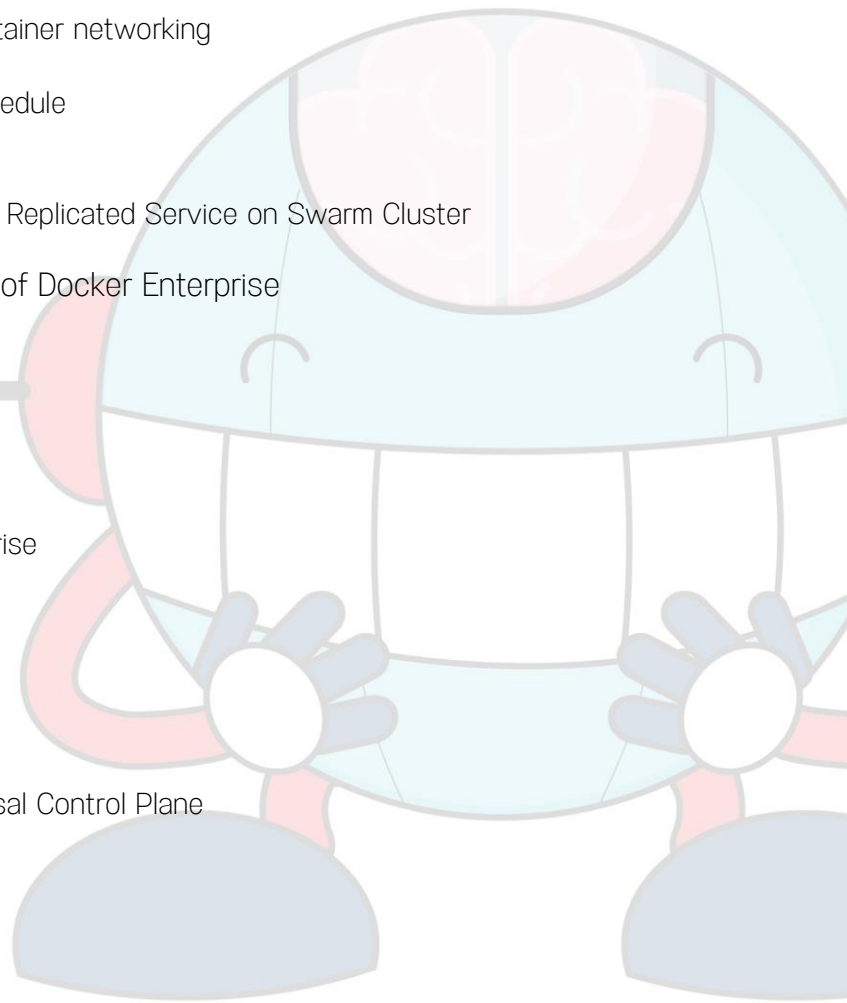 tainer networking
edule
Replicated Service on Swarm Cluster
of Docker Enterprise
rise
sal Control Plane